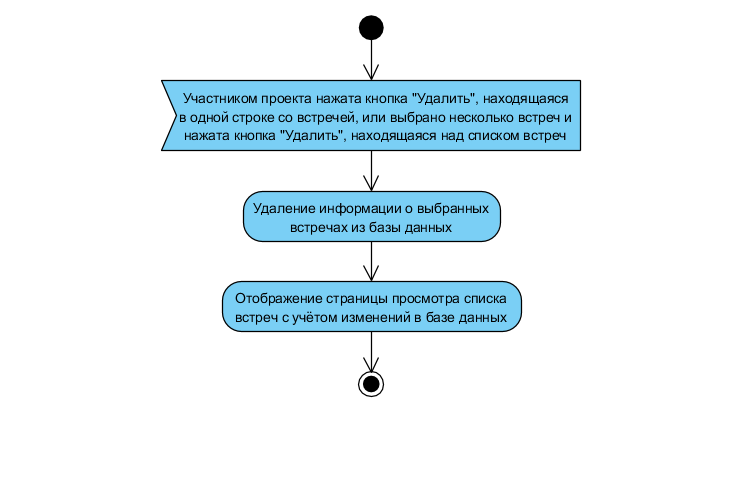 Участником проекта нажата кнопка "Удалить", находящаяся
в одной строке со встречей, или выбрано несколько встреч и
нажата кнопка "Удалить", находящаяся над списком встреч
Удаление информации о выбранных
встречах из базы данных
Отображение страницы просмотра списка
встреч с учётом изменений в базе данных